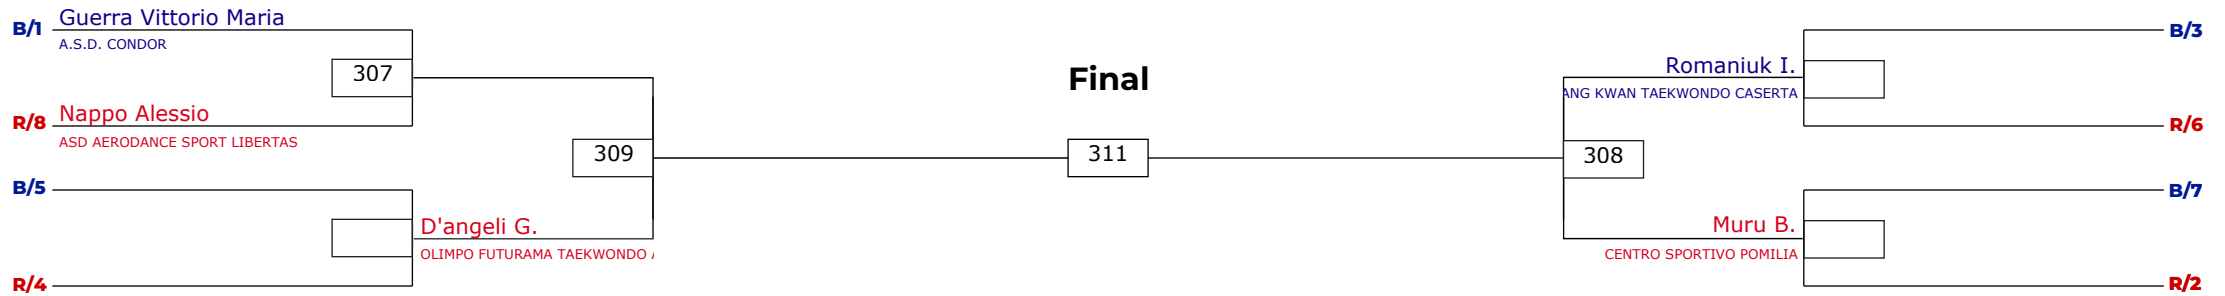 B/1 Guerra Vittorio Maria
A.S.D. CONDOR
307
R/8 Nappo Alessio
ASD AERODANCE SPORT LIBERTAS
309
B/5
D'angeli G.
OLIMPO FUTURAMA TAEKWONDO
R/4
Final
311
B/3
Romaniuk I.
KWAN TAEKWONDO CASERTA
R/6
308
B/7
Muru B.
CENTRO SPORTIVO POMILIA
R/2